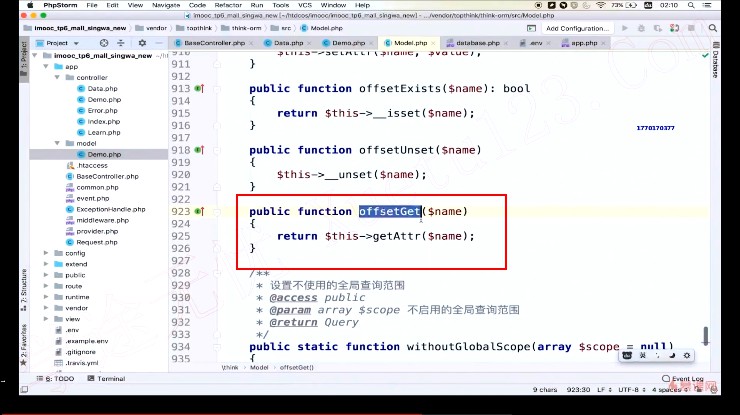 PhpStorm File Edit View Navigate Code Refactor Run Tools VCS Window Help 73% 02:10
imooc_tp6_mall_singwa_new [~/htdcos/imooc/imooc_tp6_mall_singwa_new] - .../vendor/topthink/think-orm/src/Model.php
imooc_tp6_mall_singwa_new vendor topthink think-orm src Model.php Add Configuration...
Project
BaseController.php Data.php Demo.php Model.php database.php .env app.php
1: Project
Database
imooc_tp6_mall_singwa_new
app
controller
Data.php
Demo.php
Error.php
Index.php
Learn.php
model
Demo.php
.htaccess
BaseController.php
common.php
event.php
ExceptionHandle.php
middleware.php
provider.php
Request.php
config
extend
public
route
runtime
vendor
view
.env
.example.env
.gitignore
.travis.yml
7: Structure
2: Favorites
910 $this->setAttr($name, $value);
911 }
912
913 public function offsetExists($name): bool
914 {
915 return $this->__isset($name);
916 }
917
918 public function offsetUnset($name)
919 {
920 $this->__unset($name);
921 }
922
923 public function offsetGet($name)
924 {
925 return $this->getAttr($name);
926 }
927
928 /**
929 * 设置不使用的全局查询范围
930 * @access public
931 * @param array $scope 不启用的全局查询范围
932 * @return Query
933 */
934 public static function withoutGlobalScope(array $scope = null)
935 {
1770170377
英
\think Model offsetGet()
6: TODO Terminal Event Log
9 chars 923:30 LF UTF-8 4 spaces